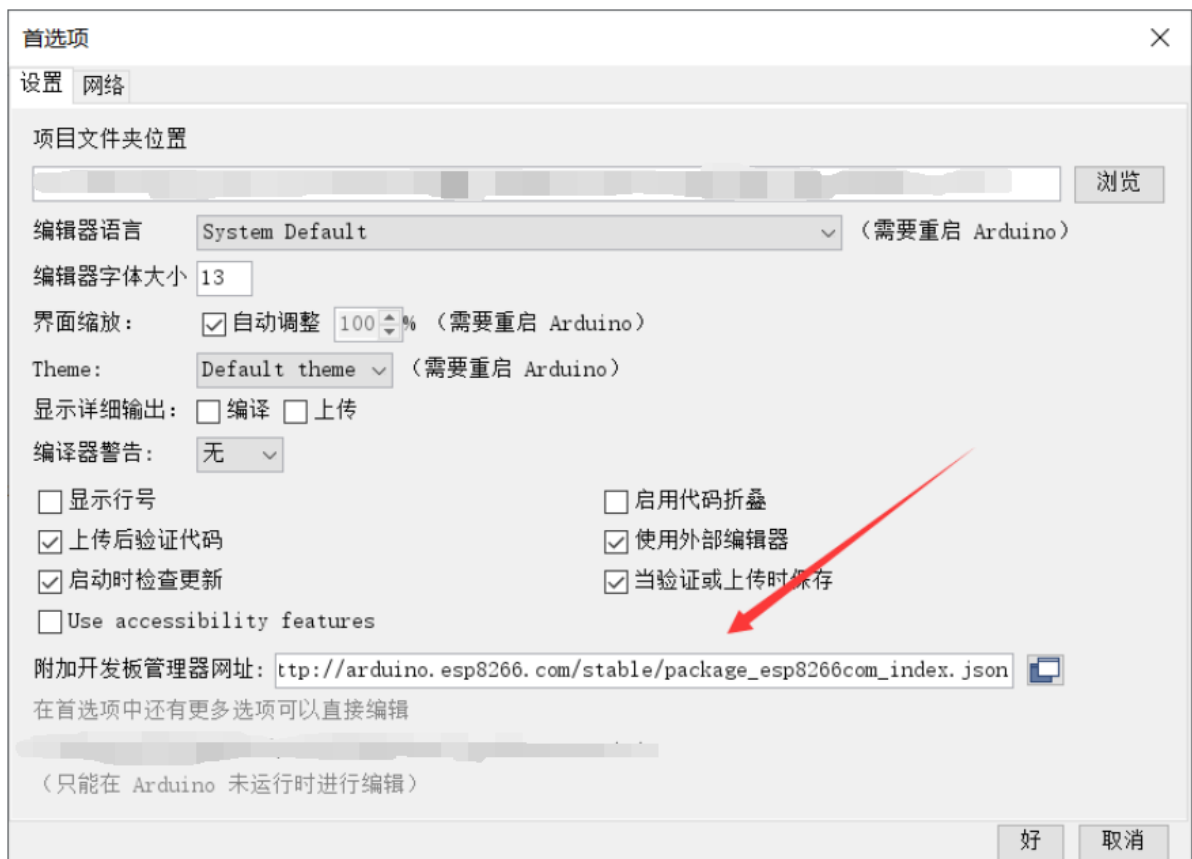 首选项
设置 网络
项目文件夹位置
浏览
编辑器语言 System Default （需要重启 Arduino）
编辑器字体大小 13
界面缩放： 自动调整 100 % （需要重启 Arduino）
Theme: Default theme （需要重启 Arduino）
显示详细输出： 编译 上传
编译器警告: 无
显示行号 启用代码折叠
上传后验证代码 使用外部编辑器
启动时检查更新 当验证或上传时保存
Use accessibility features
附加开发板管理器网址: ttp://arduino.esp8266.com/stable/package_esp8266com_index.json
在首选项中还有更多选项可以直接编辑
（只能在 Arduino 未运行时进行编辑）
好 取消